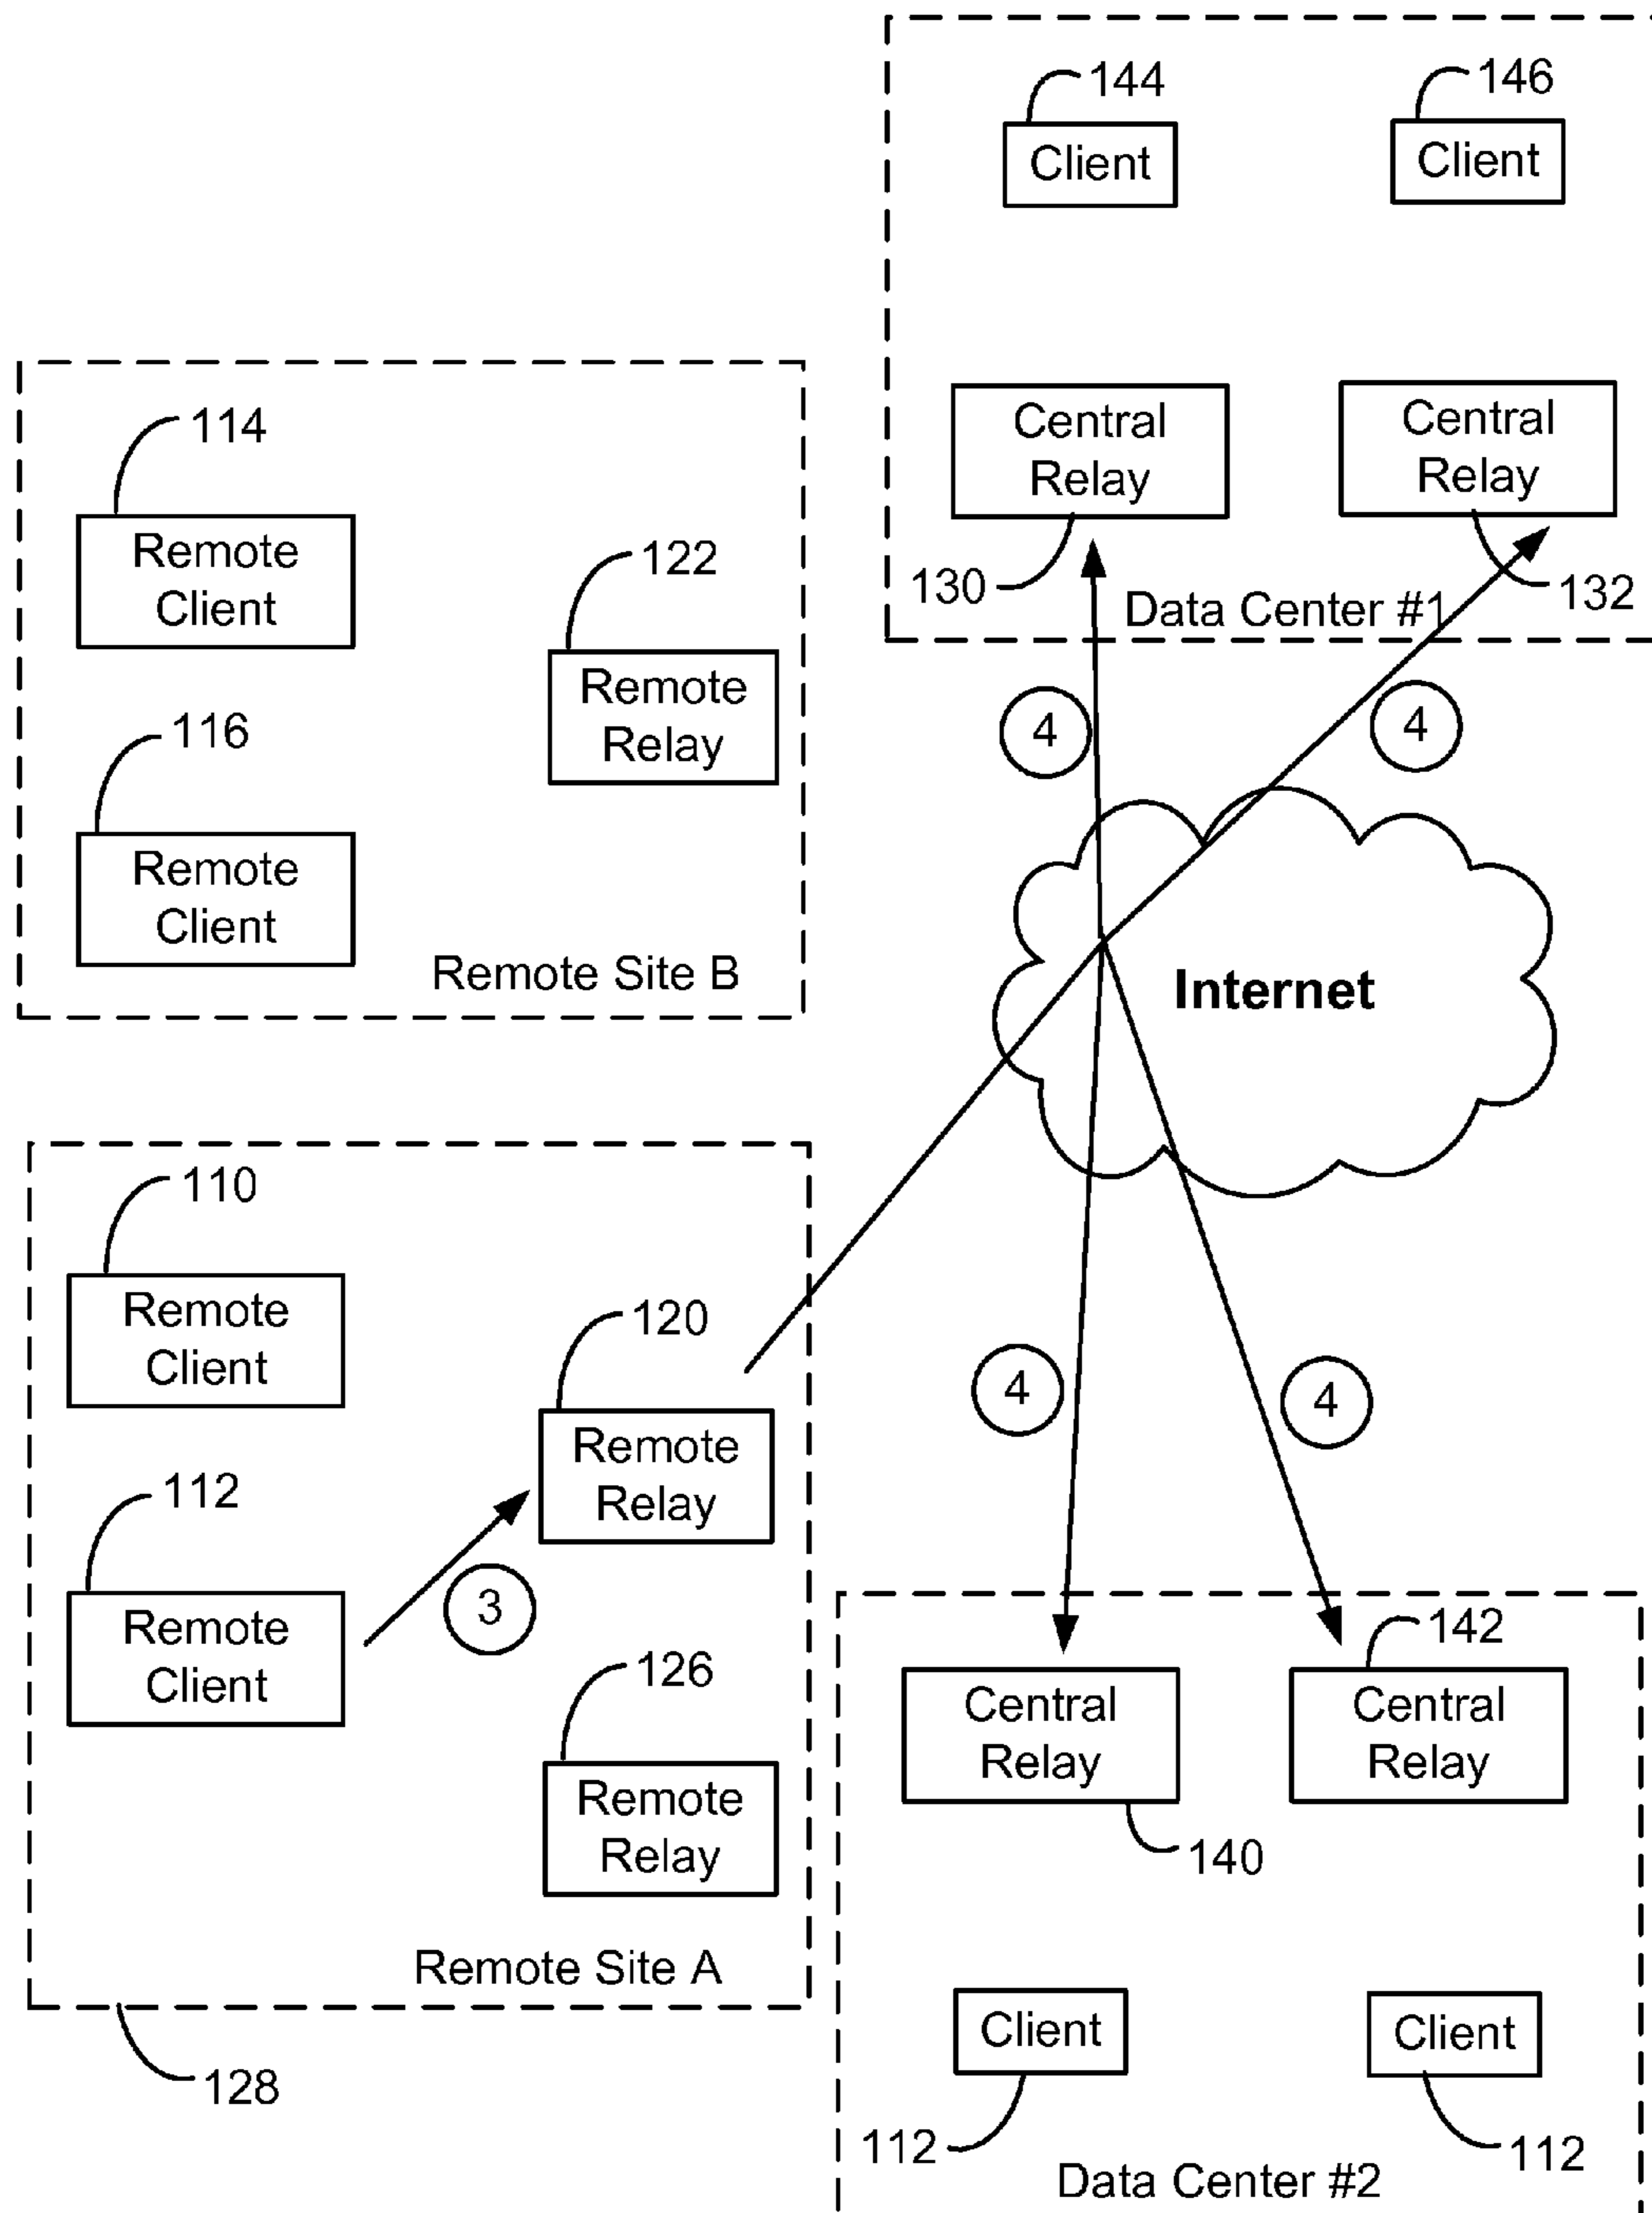 144
146
Client
Client
Central
Relay
Central
Relay
130
132
Data Center #1
114
Remote
Client
122
Remote
Relay
116
Remote
Client
Remote Site B
4
4
Internet
110
Remote
Client
120
Remote
Relay
112
Remote
Client
3
126
Remote
Relay
Remote Site A
128
4
4
142
Central
Relay
Central
Relay
140
Client
Client
112
112
Data Center #2